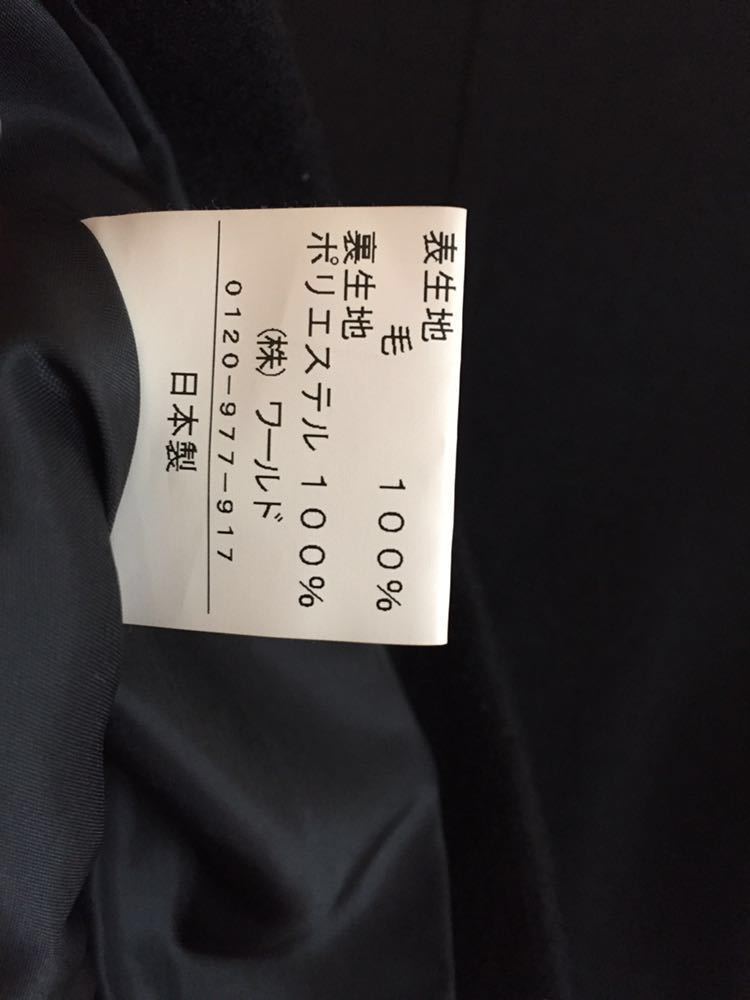 表生地
毛 100%
裏生地
ポリエステル 100%
(株) ワールド
0120-977-917
日本製